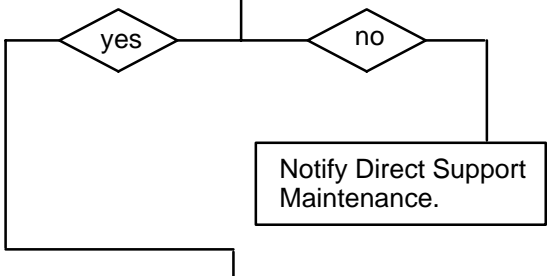 yes
no
Notify Direct Support
Maintenance.